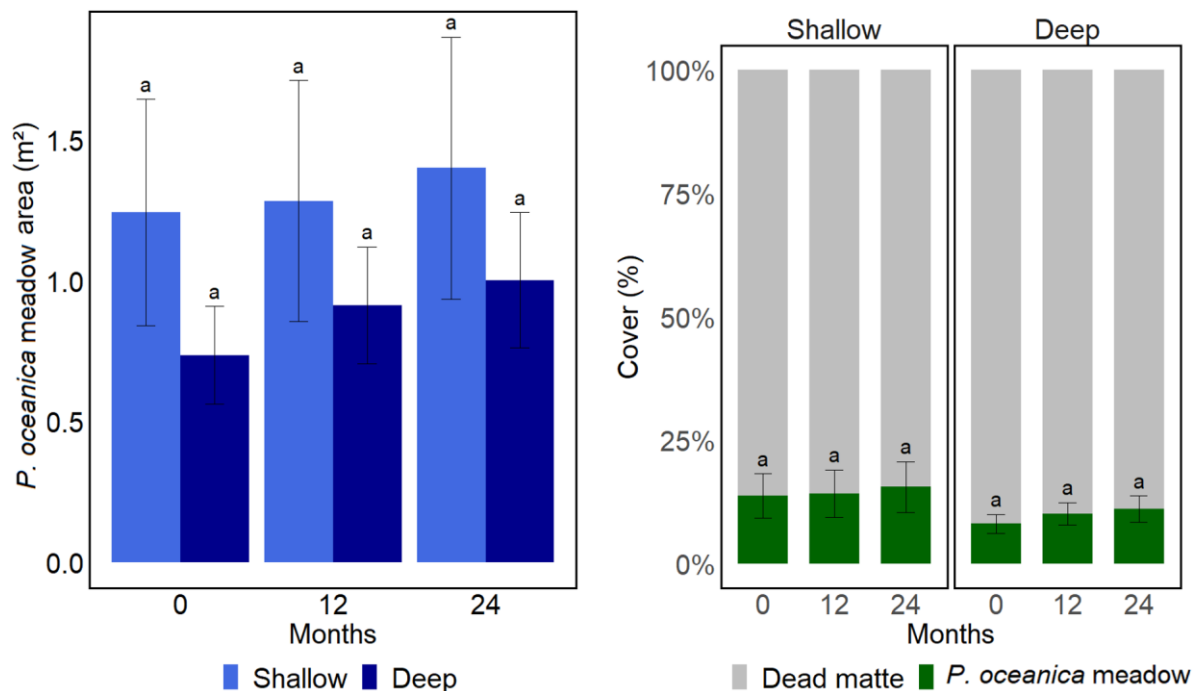 P. oceanica meadow area (m²)
1.5
1.0
0.5
0.0
a
a
a
a
a
a
0
12
24
Months
Shallow
Deep
Shallow
Deep
Cover (%)
100%
75%
50%
25%
0%
a
a
a
a
a
a
0
12
24
0
12
24
Months
Dead matte
P. oceanica meadow